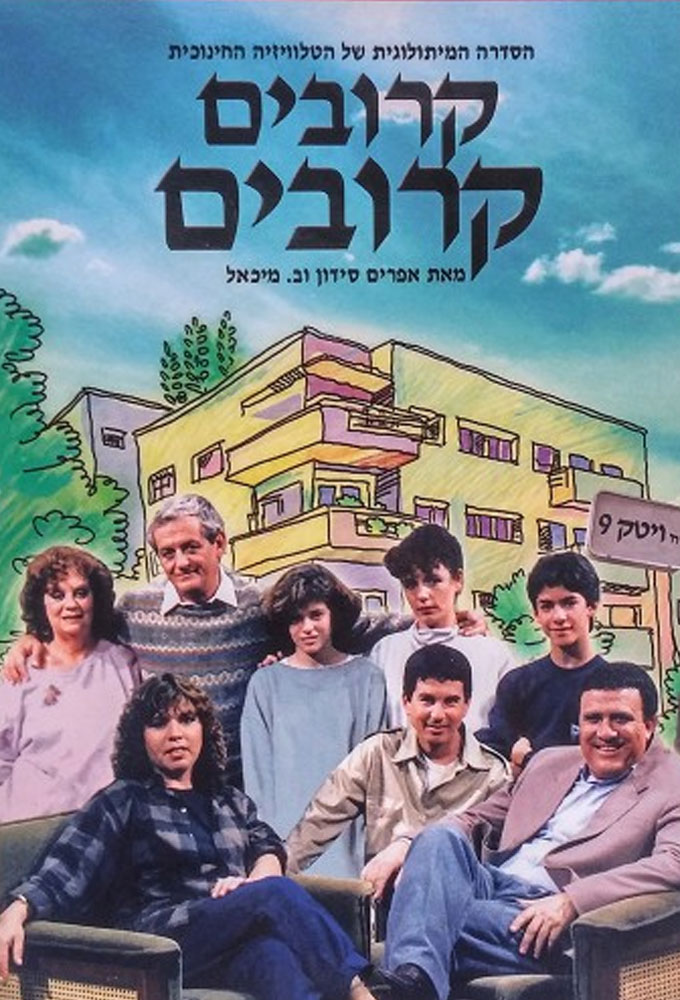 הסדרה המיתולוגית של הטלוויזיה החינוכית
קרובים
קרובים
מאת אפרים סידון וב. מיכאל
ויטק 9